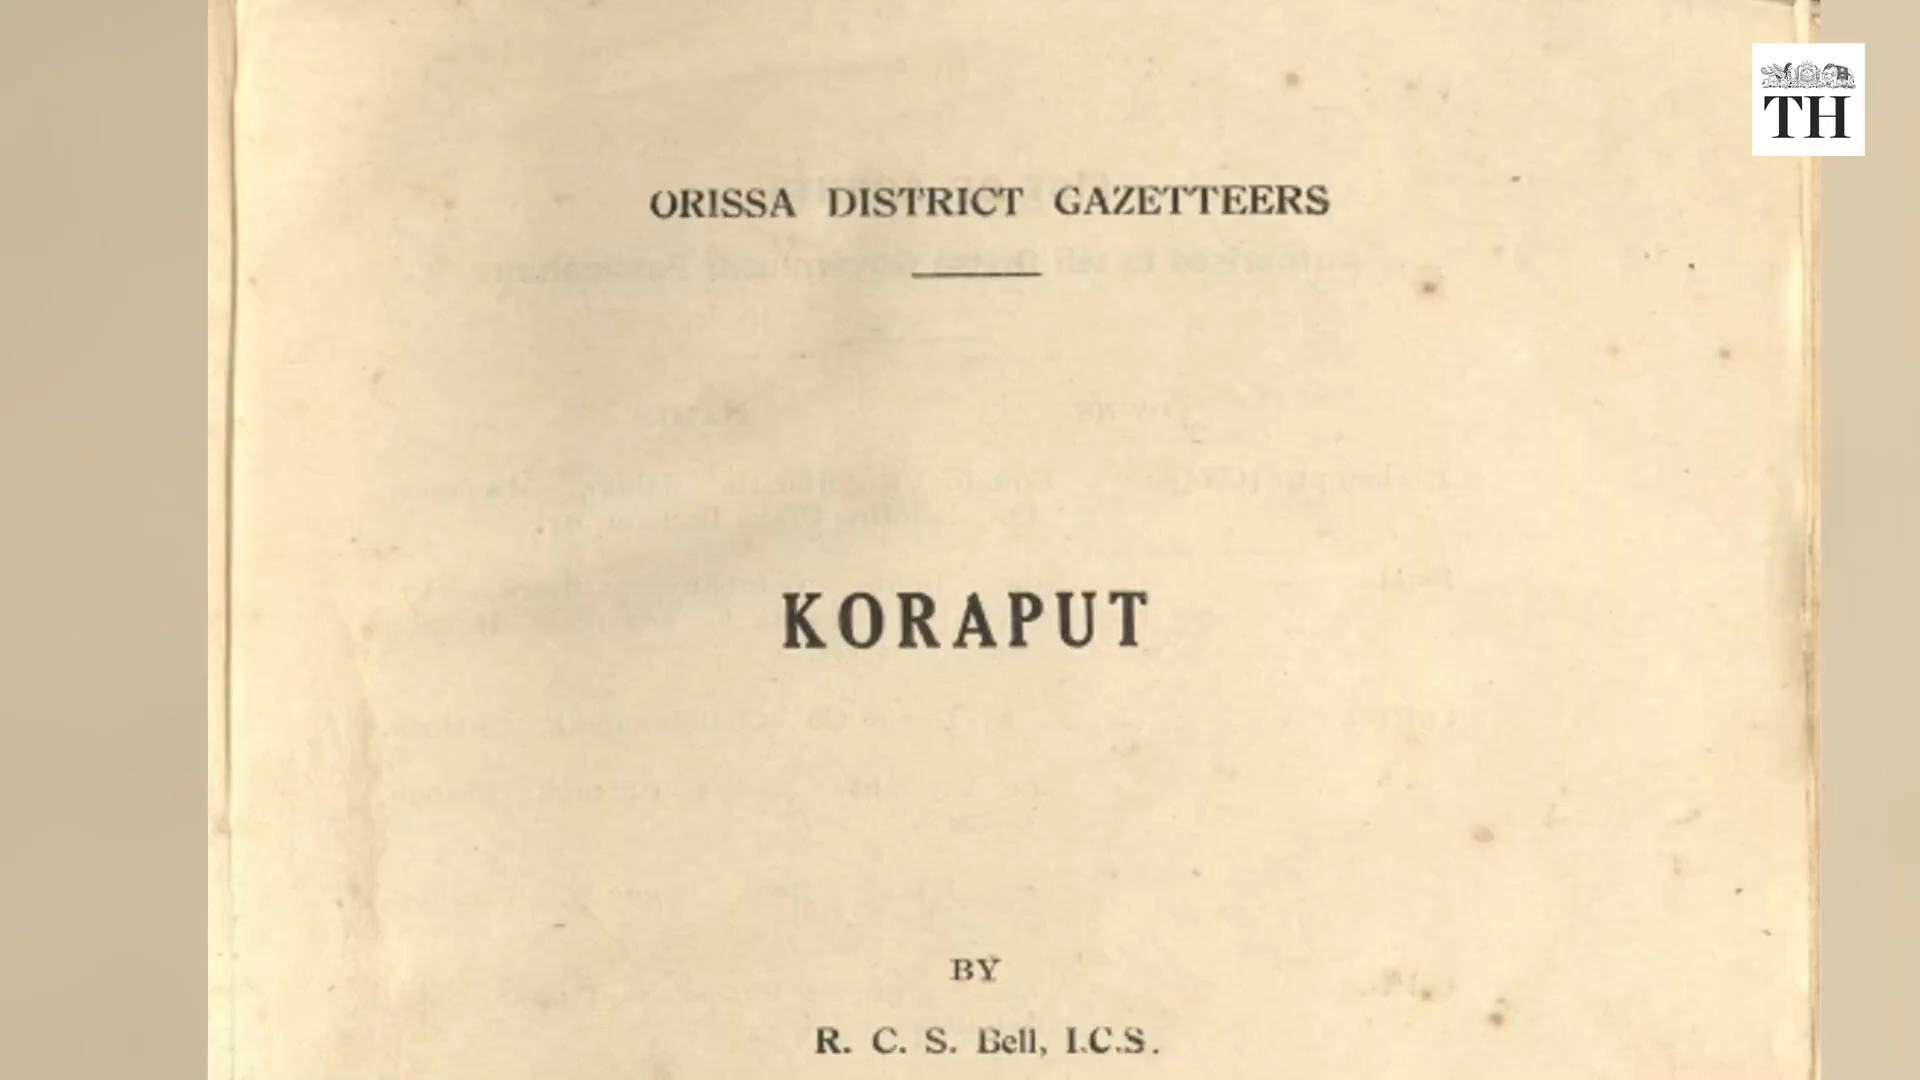 TH
ORISSA DISTRICT GAZETTEERS
KORAPUT
BY
R. C. S. Bell, I.C.S.